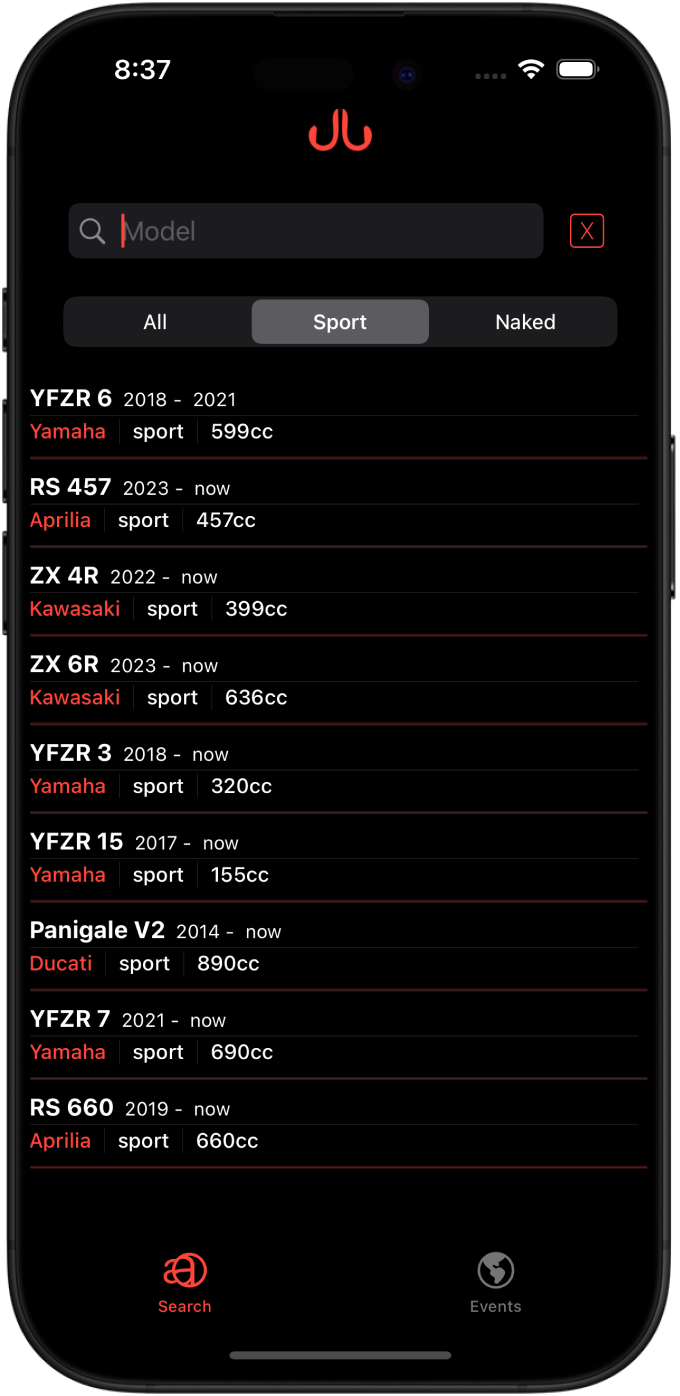 8:37
Model
X
All Sport Naked
YFZR 6 2018 - 2021
Yamaha sport 599cc
RS 457 2023 - now
Aprilia sport 457cc
ZX 4R 2022 - now
Kawasaki sport 399cc
ZX 6R 2023 - now
Kawasaki sport 636cc
YFZR 3 2018 - now
Yamaha sport 320cc
YFZR 15 2017 - now
Yamaha sport 155cc
Panigale V2 2014 - now
Ducati sport 890cc
YFZR 7 2021 - now
Yamaha sport 690cc
RS 660 2019 - now
Aprilia sport 660cc
Search Events